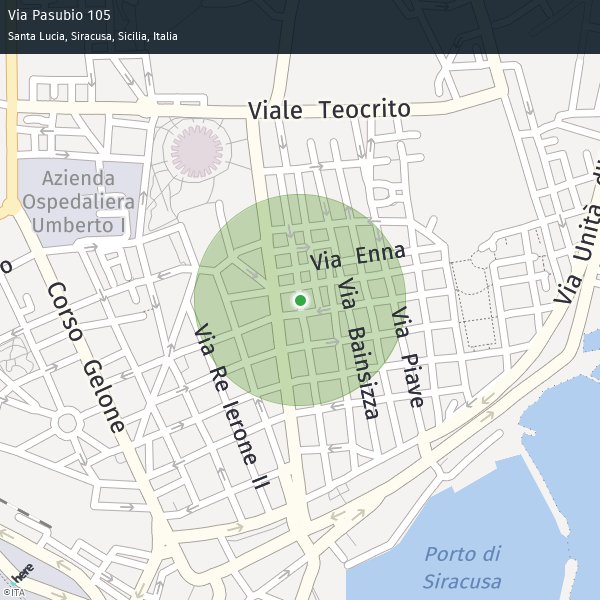 Via Pasubio 105
Santa Lucia, Siracusa, Sicilia, Italia
Viale Teocrito
Azienda
Ospedaliera
Umberto I
Via Enna
Via Unità di
o
Corso Gelone
Via Re Ierone II
Via Bainsizza
Via Piave
Porto di
Siracusa
here
©ITA